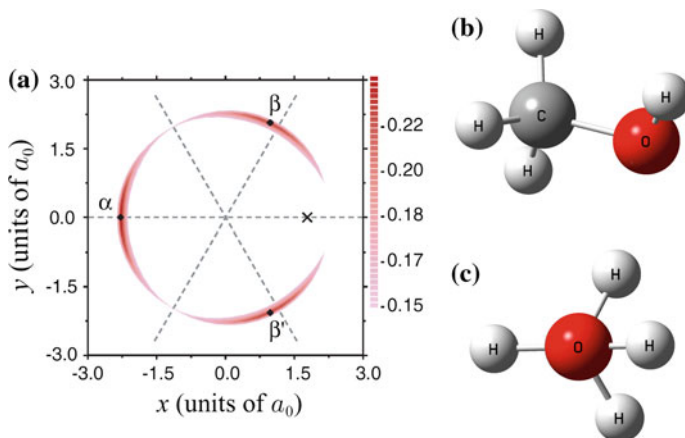 (a)
3.0
1.5
0.0
-1.5
-3.0
y (units of a₀)
α
β
β'
×
-3.0 -1.5 0.0 1.5 3.0
x (units of a₀)
0.22
0.20
0.18
0.17
0.15
(b)
H
H
H
C
H
O
(c)
H
H
O
H
H